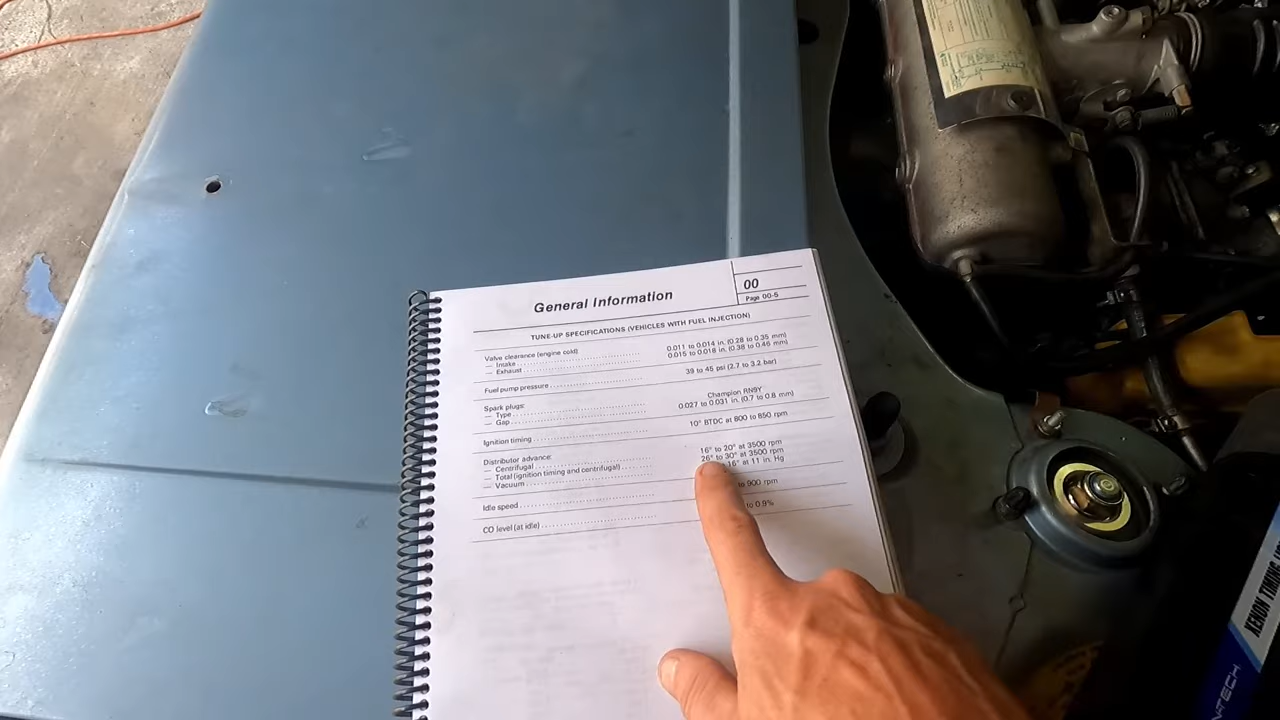 General Information
00
Page 00-5
TUNE-UP SPECIFICATIONS (VEHICLES WITH FUEL INJECTION)
Valve clearance (engine cold):
— Intake ........ 0.011 to 0.014 in. (0.28 to 0.35 mm)
— Exhaust ........ 0.015 to 0.018 in. (0.38 to 0.46 mm)
Fuel pump pressure ........ 39 to 45 psi (2.7 to 3.2 bar)
Spark plugs:
— Type ........ Champion RN9Y
— Gap ........ 0.027 to 0.031 in. (0.7 to 0.8 mm)
Ignition timing ........ 10° BTDC at 800 to 850 rpm
Distributor advance:
— Centrifugal ........ 16° to 20° at 3500 rpm
— Total (ignition timing and centrifugal) ........ 26° to 30° at 3500 rpm
— Vacuum ........ 16° at 11 in. Hg
Idle speed ........ to 900 rpm
CO level (at idle) ........ to 0.9%
XENON TIMING
-TECH